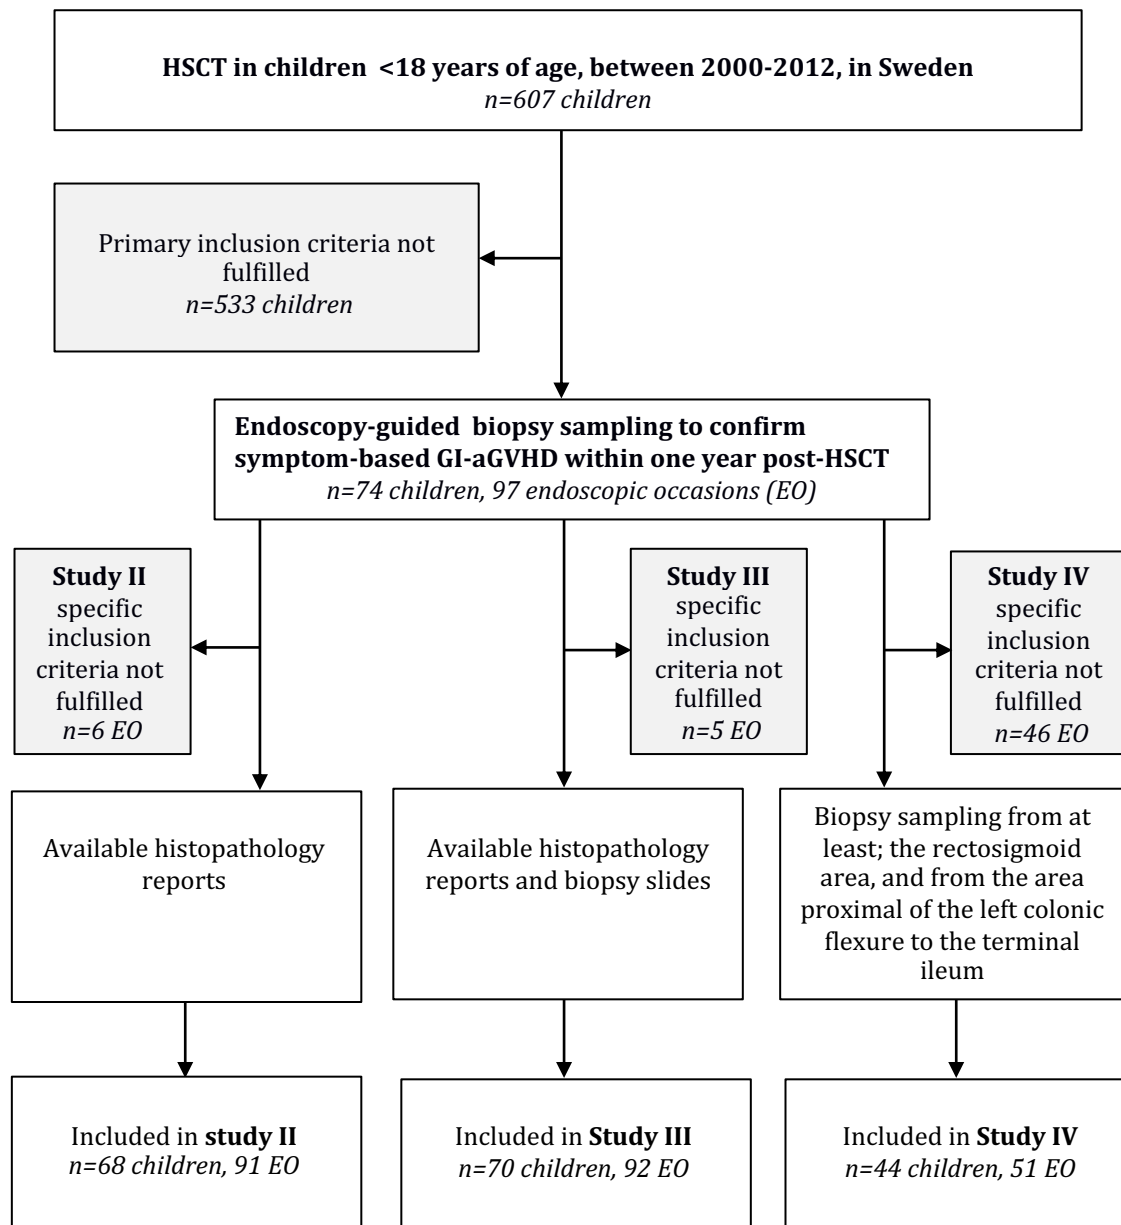 HSCT in children <18 years of age, between 2000-2012, in Sweden
n=607 children
Primary inclusion criteria not
fulfilled
n=533 children
Endoscopy-guided biopsy sampling to confirm
symptom-based GI-aGVHD within one year post-HSCT
n=74 children, 97 endoscopic occasions (EO)
Study II
specific
inclusion
criteria not
fulfilled
n=6 EO
Study III
specific
inclusion
criteria not
fulfilled
n=5 EO
Study IV
specific
inclusion
criteria not
fulfilled
n=46 EO
Available histopathology
reports
Available histopathology
reports and biopsy slides
Biopsy sampling from at
least; the rectosigmoid
area, and from the area
proximal of the left colonic
flexure to the terminal
ileum
Included in study II
n=68 children, 91 EO
Included in Study III
n=70 children, 92 EO
Included in Study IV
n=44 children, 51 EO